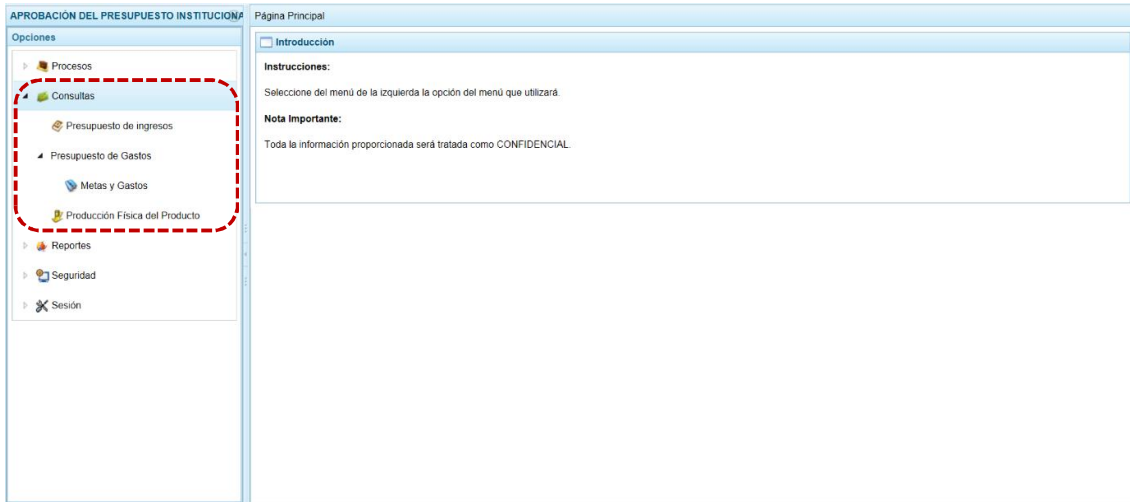 APROBACIÓN DEL PRESUPUESTO INSTITUCIONA
Página Principal
Opciones
Introducción
Procesos
Instrucciones:
Consultas
Seleccione del menú de la izquierda la opción del menú que utilizará.
Presupuesto de ingresos
Nota Importante:
Presupuesto de Gastos
Toda la información proporcionada será tratada como CONFIDENCIAL.
Metas y Gastos
Producción Física del Producto
Reportes
Seguridad
Sesión